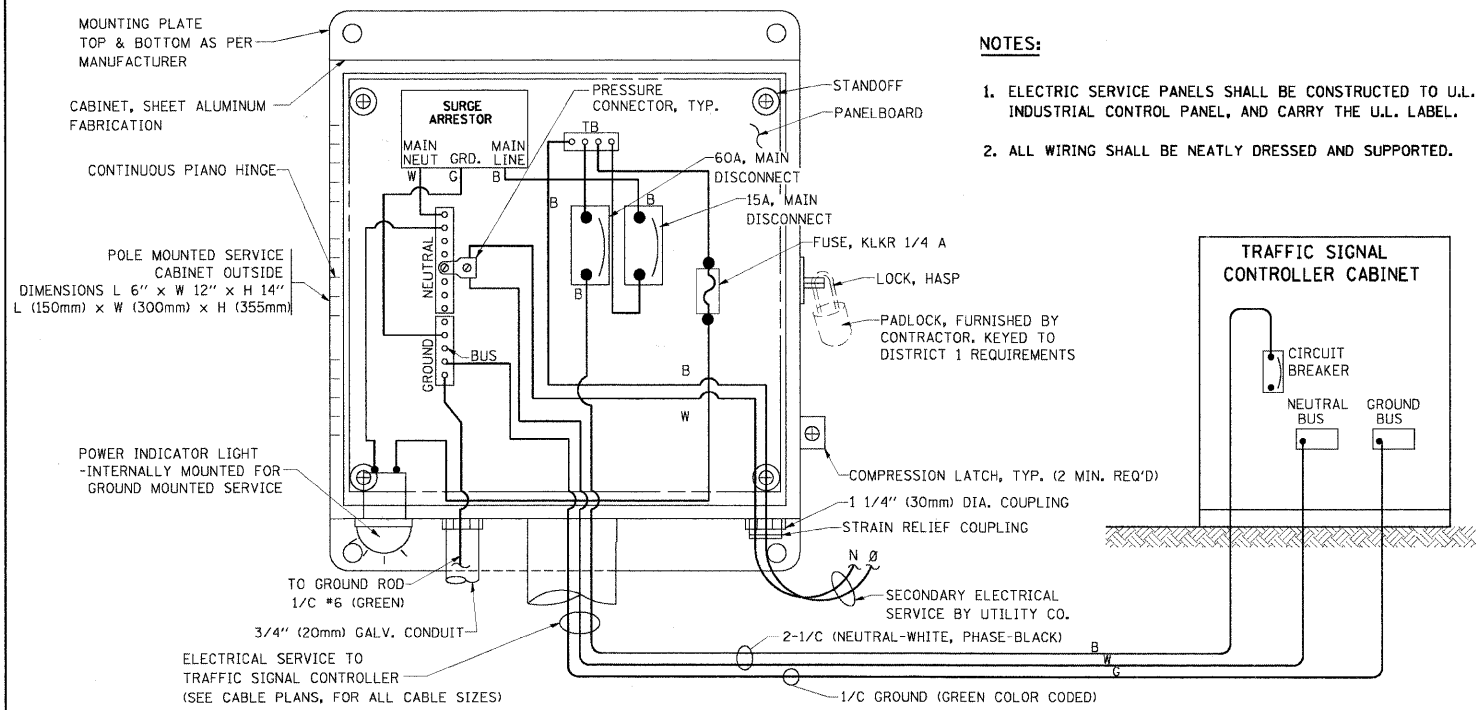 MOUNTING PLATE
TOP & BOTTOM AS PER
MANUFACTURER
CABINET, SHEET ALUMINUM
FABRICATION
CONTINUOUS PIANO HINGE
POLE MOUNTED SERVICE
CABINET OUTSIDE
DIMENSIONS L 6" x W 12" x H 14"
L (150mm) x W (300mm) x H (355mm)
POWER INDICATOR LIGHT
-INTERNALLY MOUNTED FOR
GROUND MOUNTED SERVICE
SURGE
ARRESTOR
MAIN
NEUT
GRD.
MAIN
LINE
W
G
B
PRESSURE
CONNECTOR, TYP.
TB
STANDOFF
PANELBOARD
60A, MAIN
DISCONNECT
15A, MAIN
DISCONNECT
B
B
B
NEUTRAL
GROUND
BUS
FUSE, KLKR 1/4 A
LOCK, HASP
PADLOCK, FURNISHED BY
CONTRACTOR. KEYED TO
DISTRICT 1 REQUIREMENTS
B
W
COMPRESSION LATCH, TYP. (2 MIN. REQ'D)
1 1/4" (30mm) DIA. COUPLING
STRAIN RELIEF COUPLING
N Ø
SECONDARY ELECTRICAL
SERVICE BY UTILITY CO.
TO GROUND ROD
1/C #6 (GREEN)
3/4" (20mm) GALV. CONDUIT
ELECTRICAL SERVICE TO
TRAFFIC SIGNAL CONTROLLER
(SEE CABLE PLANS, FOR ALL CABLE SIZES)
2-1/C (NEUTRAL-WHITE, PHASE-BLACK)
B
W
G
1/C GROUND (GREEN COLOR CODED)
NOTES:
1. ELECTRIC SERVICE PANELS SHALL BE CONSTRUCTED TO U.L.
INDUSTRIAL CONTROL PANEL, AND CARRY THE U.L. LABEL.
2. ALL WIRING SHALL BE NEATLY DRESSED AND SUPPORTED.
TRAFFIC SIGNAL
CONTROLLER CABINET
CIRCUIT
BREAKER
NEUTRAL
BUS
GROUND
BUS